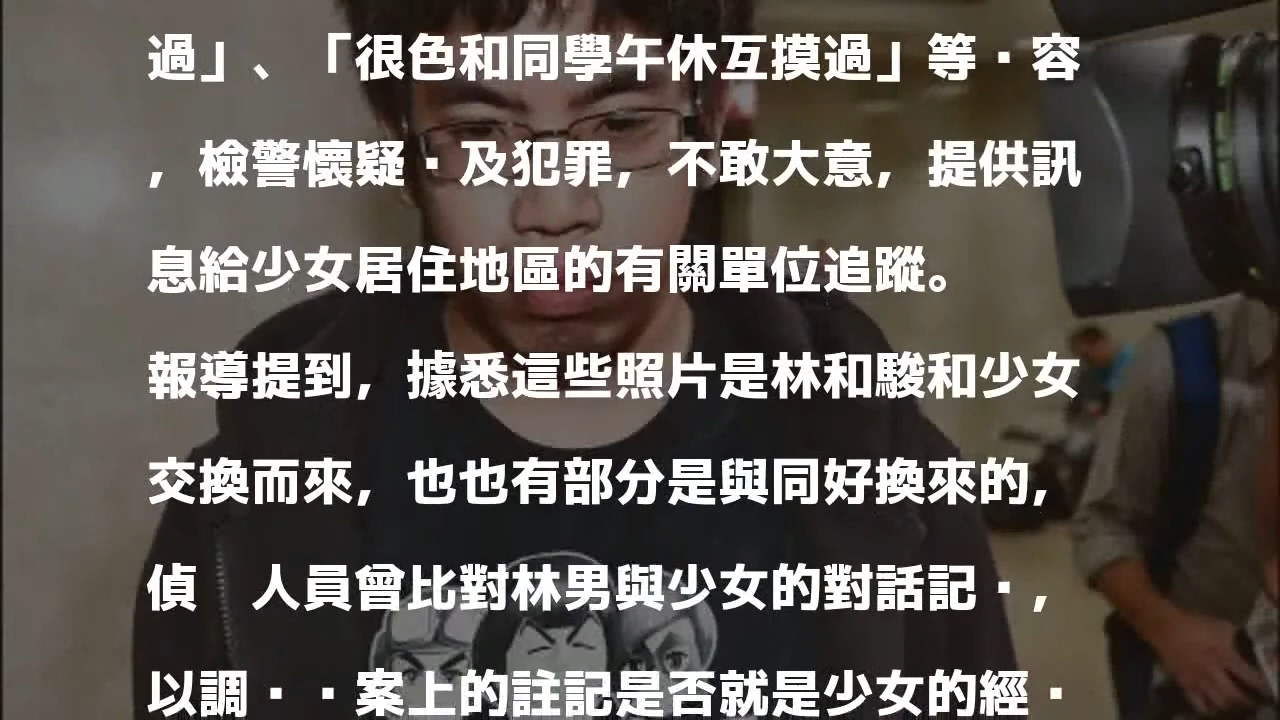 過」、「很色和同學午休互摸過」等▪容
，檢警懷疑▪及犯罪，不敢大意，提供訊
息給少女居住地區的有關單位追蹤。
報導提到，據悉這些照片是林和駿和少女
交換而來，也也有部分是與同好換來的，
偵　人員曾比對林男與少女的對話記▪，
以調▪▪案上的註記是否就是少女的經▪